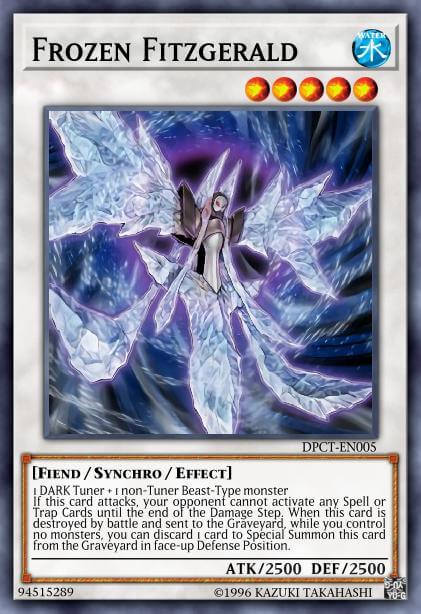 FROZEN FITZGERALD
WATER
水
DPCT-EN005
[FIEND / SYNCHRO / EFFECT]
1 DARK Tuner + 1 non-Tuner Beast-Type monster
If this card attacks, your opponent cannot activate any Spell or
Trap Cards until the end of the Damage Step. When this card is
destroyed by battle and sent to the Graveyard, while you control
no monsters, you can discard 1 card to Special Summon this card
from the Graveyard in face-up Defense Position.
ATK/2500 DEF/2500
94515289
©1996 KAZUKI TAKAHASHI